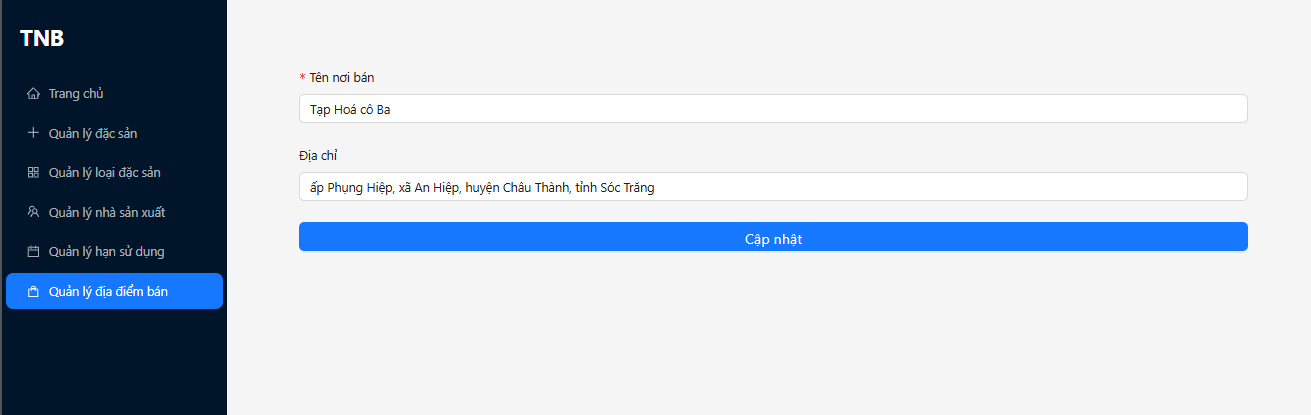 TNB
Trang chủ
Quản lý đặc sản
Quản lý loại đặc sản
Quản lý nhà sản xuất
Quản lý hạn sử dụng
Quản lý địa điểm bán
* Tên nơi bán
Tạp Hoá cô Ba
Địa chỉ
ấp Phụng Hiệp, xã An Hiệp, huyện Châu Thành, tỉnh Sóc Trăng
Cập nhật